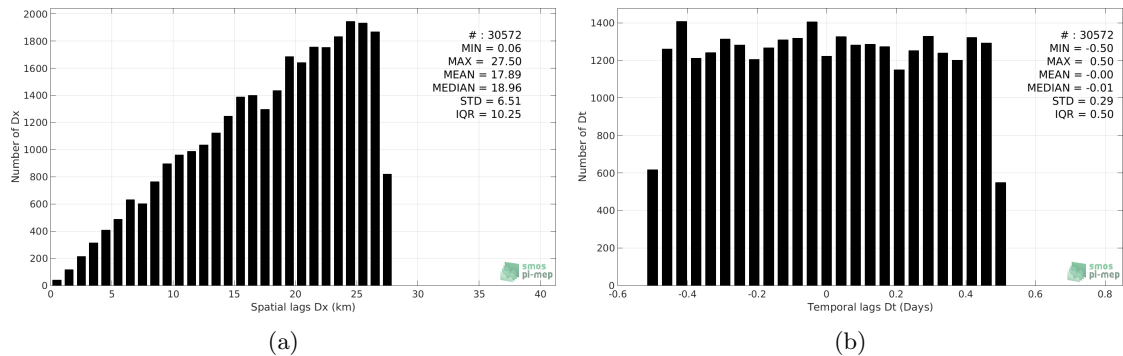 2000
1800
1600
1400
1200
1000
800
600
400
200
0
Number of Dx
# : 30572
MIN = 0.06
MAX = 27.50
MEAN = 17.89
MEDIAN = 18.96
STD = 6.51
IQR = 10.25
smos
pi-mep
0 5 10 15 20 25 30 35 40
Spatial lags Dx (km)
(a)
1400
1200
1000
800
600
400
200
0
Number of Dt
# : 30572
MIN = -0.50
MAX = 0.50
MEAN = -0.00
MEDIAN = -0.01
STD = 0.29
IQR = 0.50
smos
pi-mep
-0.6 -0.4 -0.2 0 0.2 0.4 0.6 0.8
Temporal lags Dt (Days)
(b)